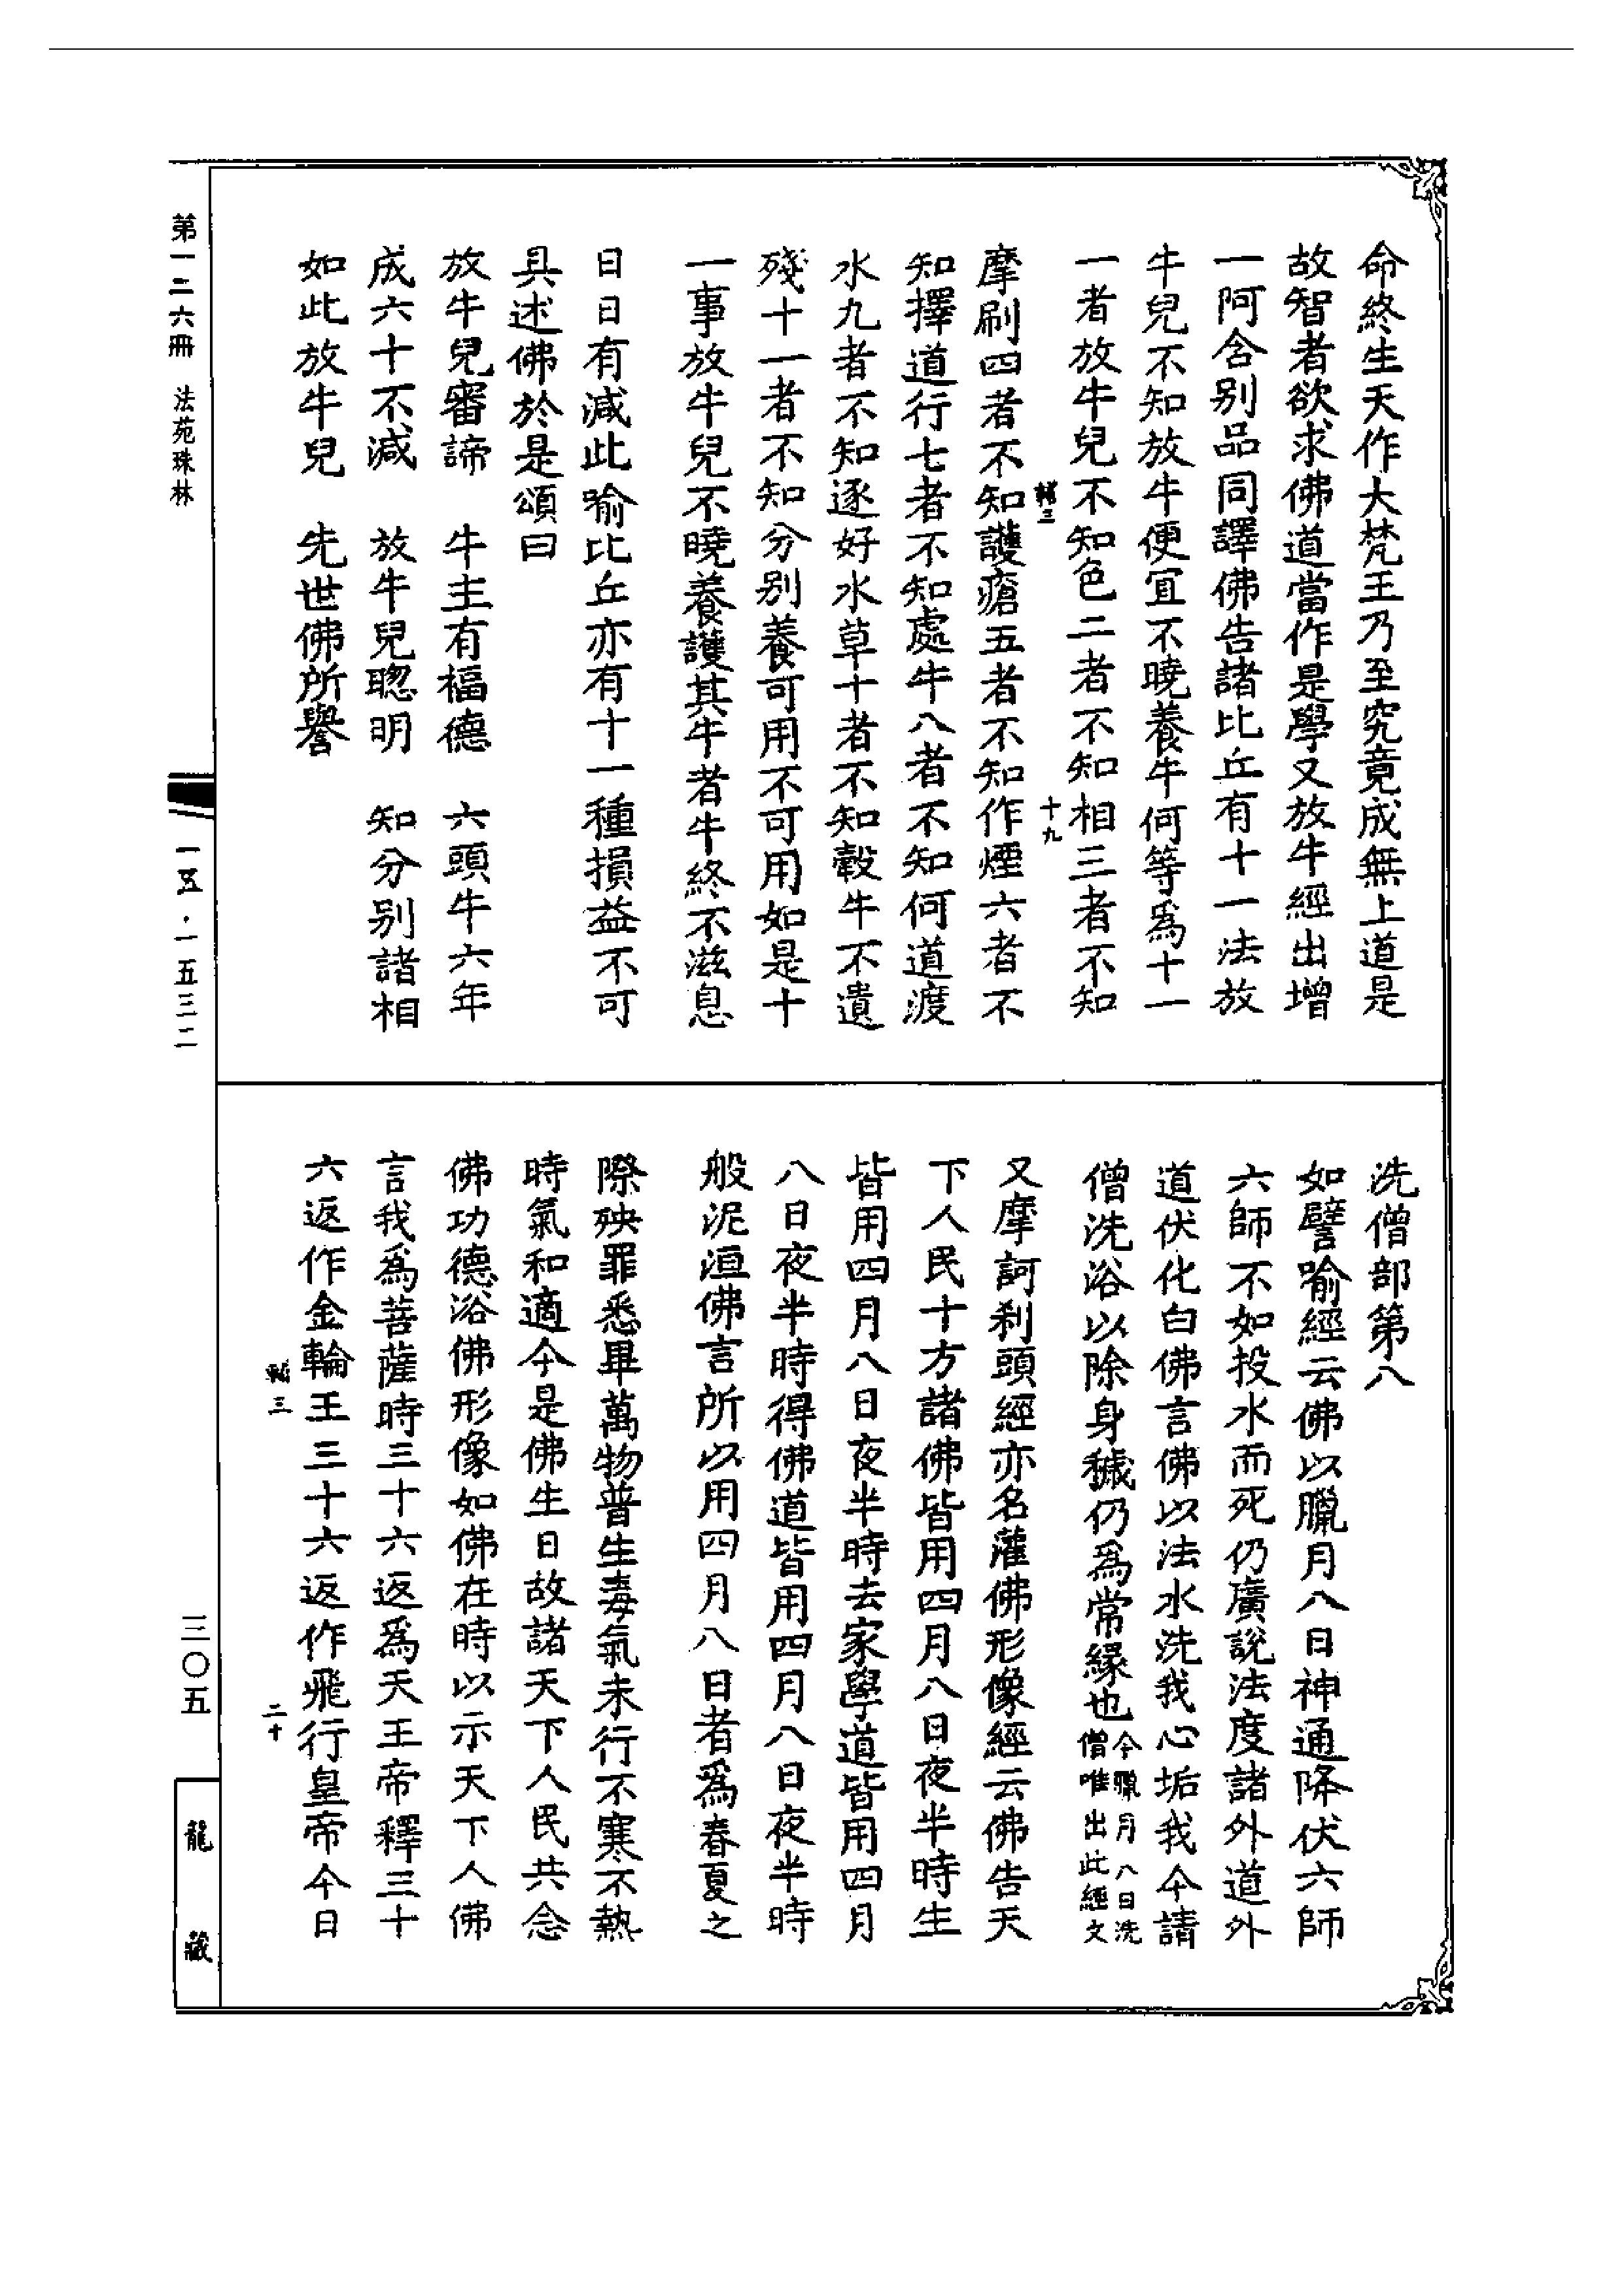 命終生天作大梵王乃至究竟成無上道是
故智者欲求佛道當作是學又放牛經出增
一阿含别品同譯佛告諸比丘有十一法放
牛兒不知放牛便宜不曉養牛何等爲十一
一者放牛兒不知色二者不知相三者不知
輔三 十九
摩刷四者不知護瘡五者不知作煙六者不
知擇道行七者不知處牛八者不知何道渡
水九者不知逐好水草十者不知㲉牛不遺
殘十一者不知分别養可用不可用如是十
一事放牛兒不曉養護其牛者牛終不滋息
日日有減此喻比丘亦有十一種損益不可
具述佛於是頌曰
放牛兒審諦 牛主有福德 六頭牛六年
成六十不減 放牛兒聰明 知分别諸相
如此放牛兒 先世佛所譽
洗僧部第八
如譬喻經云佛以臘月八日神通降伏六師
六師不如投水而死仍廣説法度諸外道外
道伏化白佛言佛以法水洗我心垢我今請
僧洗浴以除身穢仍爲常緣也今臘月八日洗
僧唯出此經文
又摩訶刹頭經亦名灌佛形像經云佛告天
下人民十方諸佛皆用四月八日夜半時生
皆用四月八日夜半時去家學道皆用四月
八日夜半時得佛道皆用四月八日夜半時
般泥洹佛言所以用四月八日者爲春夏之
際殃罪悉畢萬物普生毒氣未行不寒不熱
時氣和適今是佛生日故諸天下人民共念
佛功德浴佛形像如佛在時以示天下人佛
言我爲菩薩時三十六返爲天王帝釋三十
六返作金輪王三十六返作飛行皇帝今日
輔三 二十
第一二六冊 法苑珠林
一五·一五三二
三〇五
龍藏